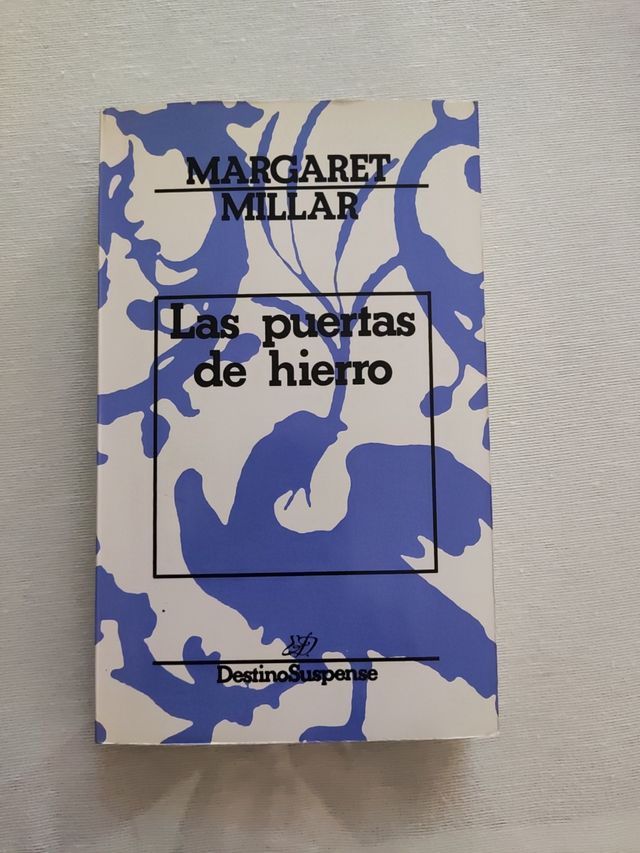 MARGARET
MILLAR
Las puertas
de hierro
DestinoSuspense